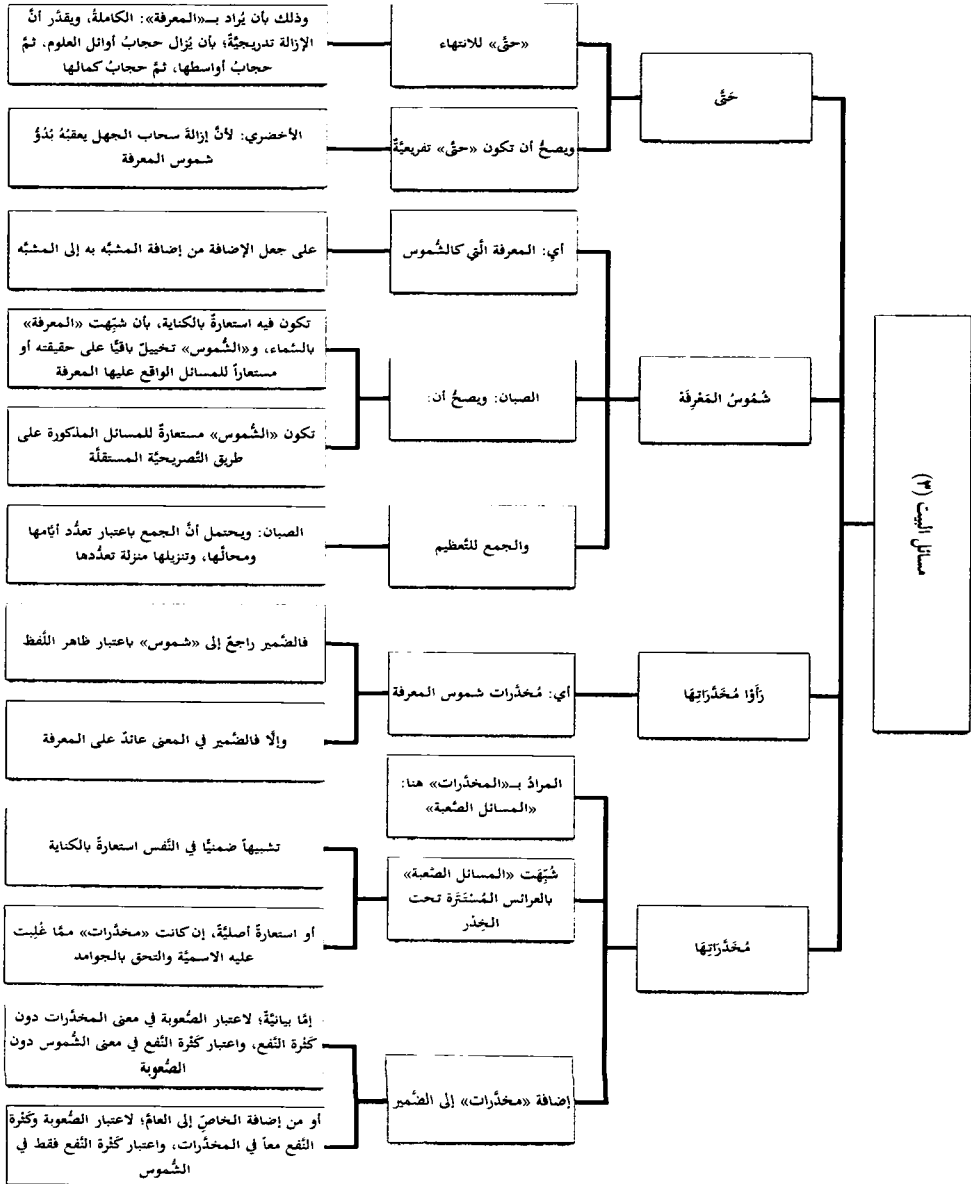 مسائل البيت (٣)
حَتَّى
«حتَّى» للانتهاء
وذلك بأن يُراد بـ«المعرفة»: الكاملةُ، ويقدَّر أنَّ
الإزالة تدريجيَّةٌ؛ بأن يُزال حجابُ أوائل العلوم، ثمَّ
حجابُ أواسطها، ثمَّ حجابُ كمالها
ويصحُّ أن تكون «حتَّى» تفريعيَّةً
الأخضري: لأنَّ إزالةَ سحاب الجهل يعقبُهُ بُدُوُّ
شموس المعرفة
شُمُوسُ المَعْرِفَهْ
أي: المعرفة الَّتي كالشُّموس
على جعل الإضافة من إضافة المشبَّه به إلى المشبَّه
الصبان: ويصحُّ أن:
تكون فيه استعارةٌ بالكناية، بأن شبِّهت «المعرفة»
بالسَّماء، و«الشُّموس» تخييلٌ باقيًا على حقيقته أو
مستعاراً للمسائل الواقع عليها المعرفة
تكون «الشُّموس» مستعارةً للمسائل المذكورة على
طريق التَّصريحيَّة المستقلَّة
والجمع للتَّعظيم
الصبان: ويحتمل أنَّ الجمع باعتبار تعدُّد أيَّامها
ومحالِّها، وتنزيلها منزلة تعدُّدها
رَأَوْا مُخَدَّرَاتِهَا
أي: مُخدَّرات شموس المعرفة
فالضَّمير راجعٌ إلى «شموس» باعتبار ظاهر اللَّفظ
وإلَّا فالضَّمير في المعنى عائدٌ على المعرفة
مُخَدَّرَاتِهَا
المرادُ بـ«المخدَّرات» هنا:
«المسائل الصَّعبة»
شُبِّهَت «المسائل الصَّعبة»
بالعرائس المُسْتَتَرَة تحت
الخِدْر
تشبيهاً ضمنيًّا في النَّفس استعارةً بالكناية
أو استعارةً أصليَّةً، إن كانت «مخدَّرات» ممَّا غُلِبت
عليه الاسميَّة والتحق بالجوامد
إضافة «مخدَّرات» إلى الضَّمير
إمَّا بيانيَّةٌ؛ لاعتبار الصُّعوبة في معنى المخدَّرات دون
كَثْرة النَّفع، واعتبار كَثْرة النَّفع في معنى الشُّموس دون
الصُّعوبة
أو من إضافة الخاصِّ إلى العامِّ؛ لاعتبار الصُّعوبة وكَثْرة
النَّفع معاً في المخدَّرات، واعتبار كَثْرة النَّفع فقط في
الشُّموس